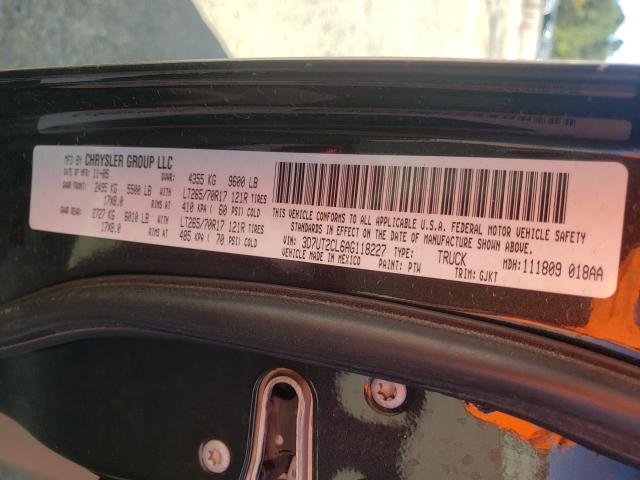 MFD BY CHRYSLER GROUP LLC
DATE OF MFR: 11-09 GVWR: 4355 KG 9600 LB
GAWR FRONT: 2495 KG 5500 LB WITH LT265/70R17 121R TIRES
17X8.0 RIMS AT 410 KPA ( 60 PSI) COLD
GAWR REAR: 2727 KG 6010 LB WITH LT265/70R17 121R TIRES
17X8.0 RIMS AT 485 KPA ( 70 PSI) COLD
THIS VEHICLE CONFORMS TO ALL APPLICABLE U.S.A. FEDERAL MOTOR VEHICLE SAFETY
STANDARDS IN EFFECT ON THE DATE OF MANUFACTURE SHOWN ABOVE.
VIN: 3D7UT2CL6AG118227 TYPE: TRUCK MDH: 111809 018AA
VEHICLE MADE IN MEXICO PAINT: PTW TRIM: GJKT